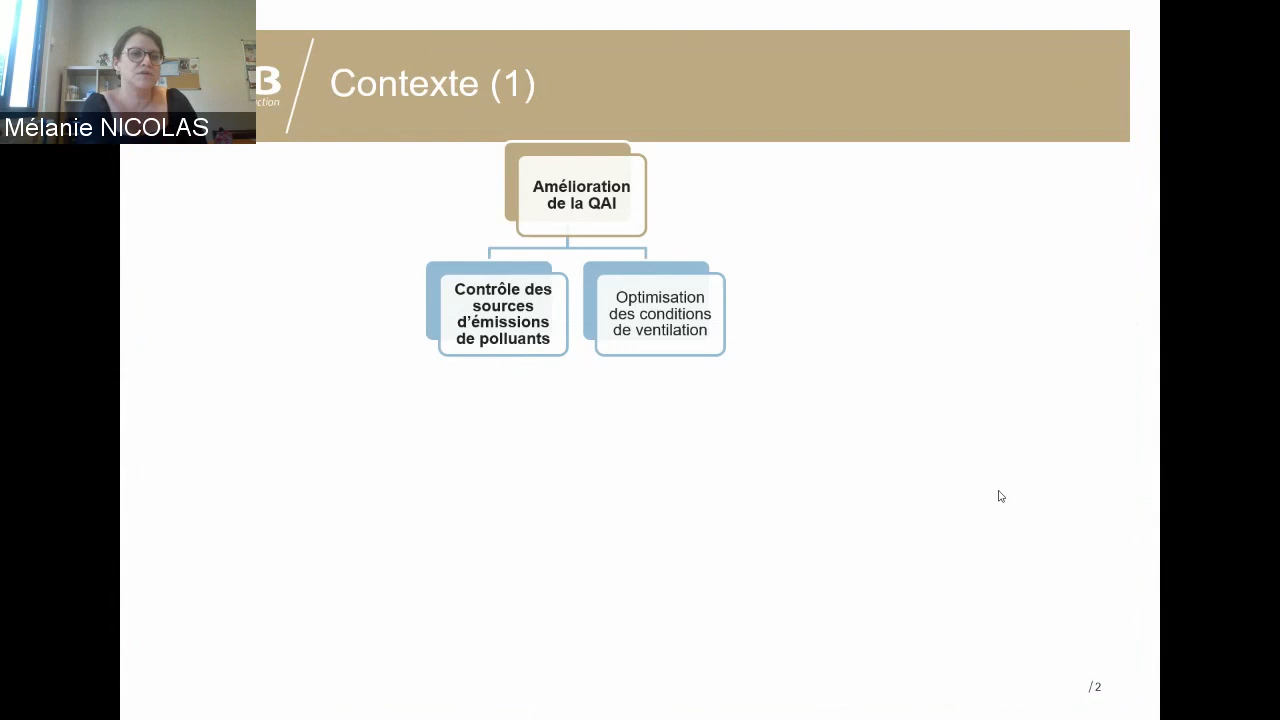 Mélanie NICOLAS
B
ction
Contexte (1)
Amélioration
de la QAI
Contrôle des
sources
d'émissions
de polluants
Optimisation
des conditions
de ventilation
/ 2